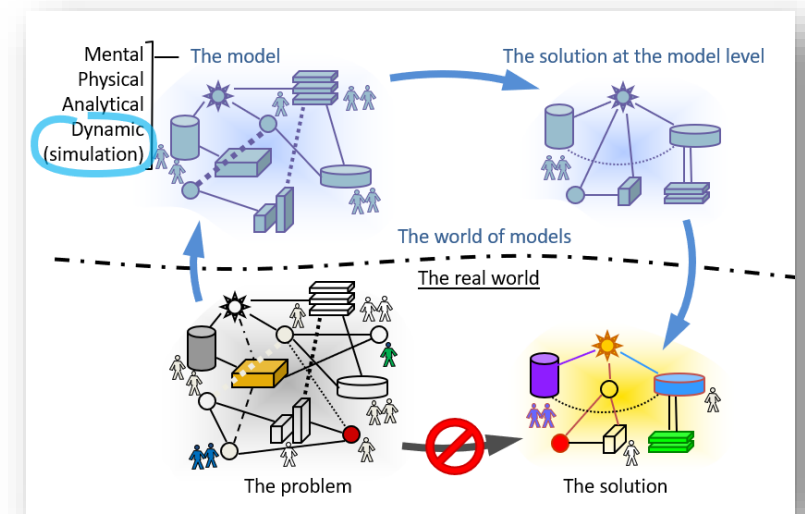 Mental
Physical
Analytical
Dynamic
(simulation)
The model
The solution at the model level
The world of models
The real world
The problem
The solution